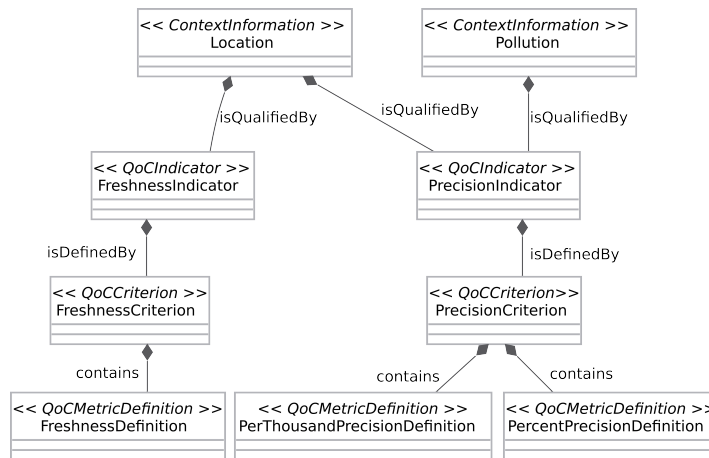 << ContextInformation >>
Location
<< ContextInformation >>
Pollution
isQualifiedBy
isQualifiedBy
isQualifiedBy
<< QoCIndicator >>
FreshnessIndicator
<< QoCIndicator >>
PrecisionIndicator
isDefinedBy
isDefinedBy
<< QoCCriterion >>
FreshnessCriterion
<< QoCCriterion>>
PrecisionCriterion
contains
contains
contains
<< QoCMetricDefinition >>
FreshnessDefinition
<< QoCMetricDefinition >>
PerThousandPrecisionDefinition
<< QoCMetricDefinition >>
PercentPrecisionDefinition